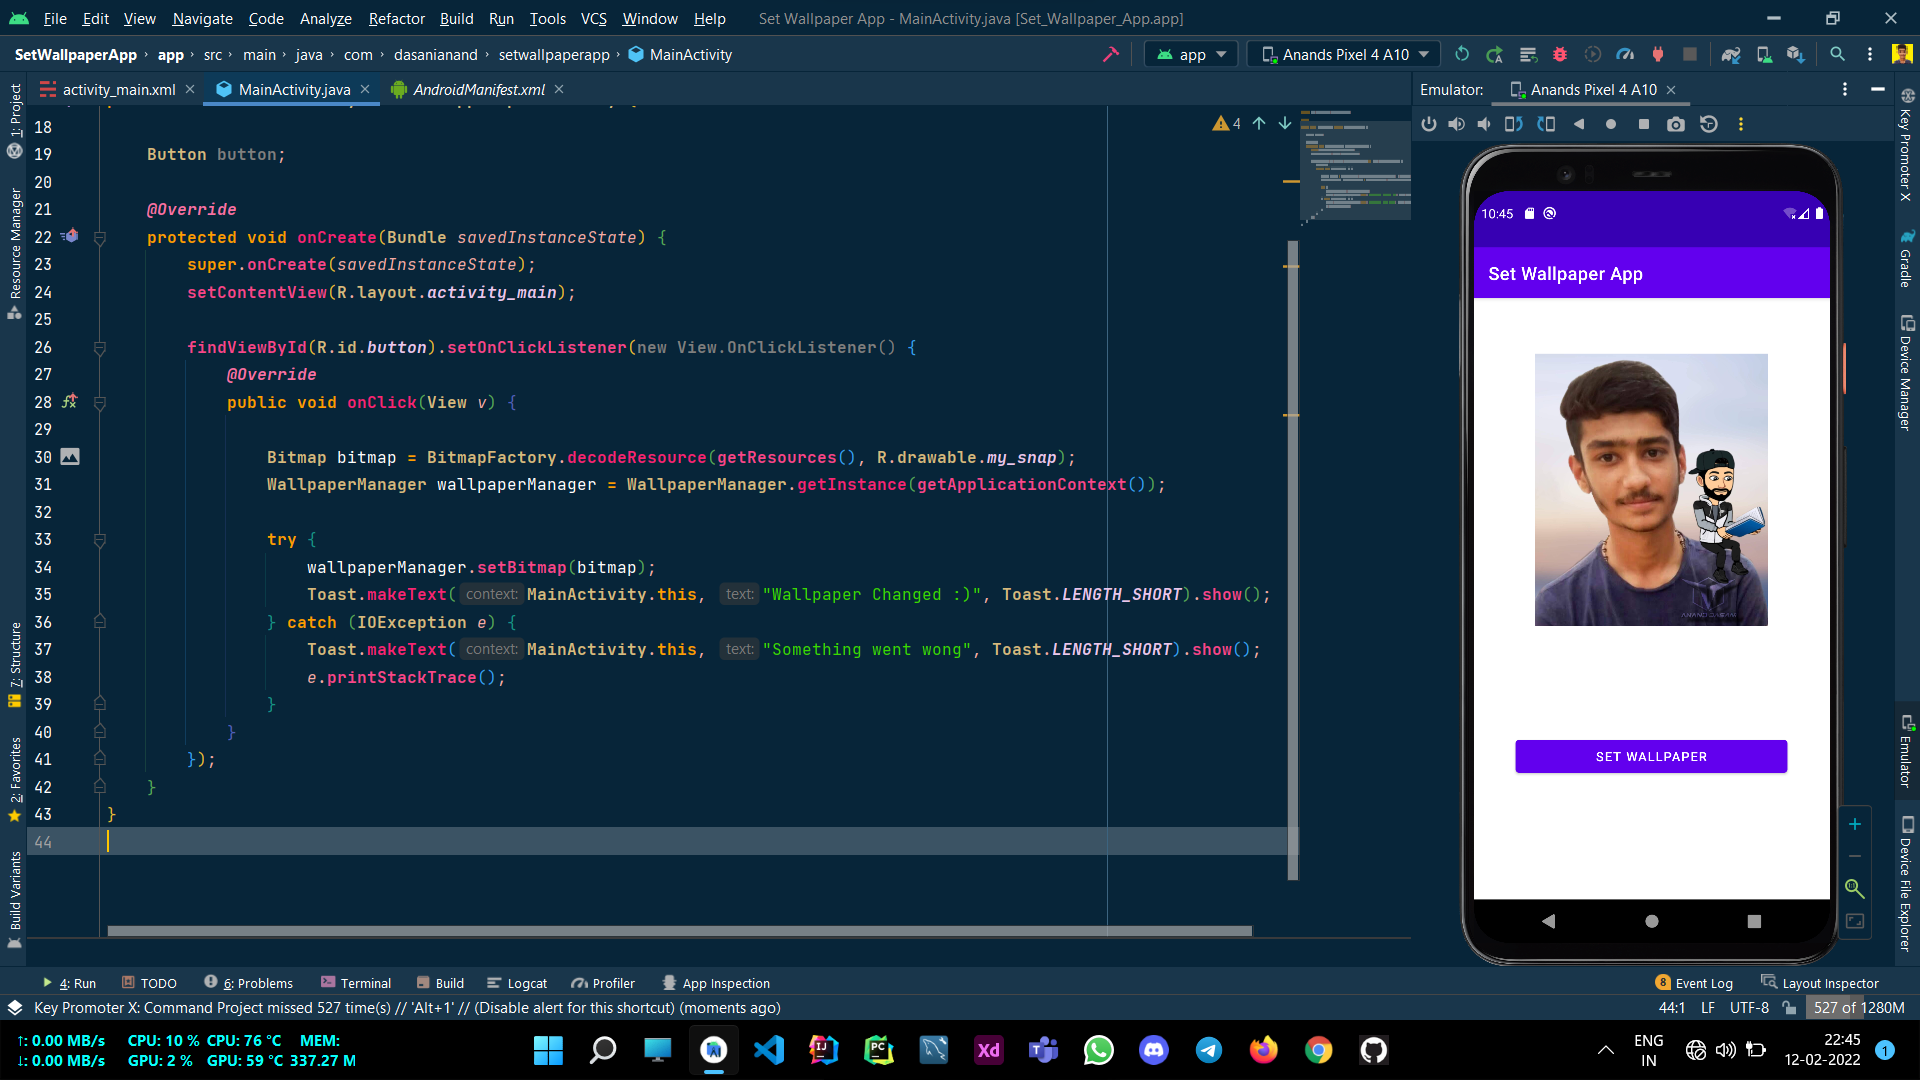 File Edit View Navigate Code Analyze Refactor Build Run Tools VCS Window Help Set Wallpaper App - MainActivity.java [Set_Wallpaper_App.app]
SetWallpaperApp › app › src › main › java › com › dasanianand › setwallpaperapp › MainActivity app Anands Pixel 4 A10
activity_main.xml MainActivity.java AndroidManifest.xml Emulator: Anands Pixel 4 A10
4
18
19 Button button;
20
21 @Override
22 protected void onCreate(Bundle savedInstanceState) {
23 super.onCreate(savedInstanceState);
24 setContentView(R.layout.activity_main);
25
26 findViewById(R.id.button).setOnClickListener(new View.OnClickListener() {
27 @Override
28 public void onClick(View v) {
29
30 Bitmap bitmap = BitmapFactory.decodeResource(getResources(), R.drawable.my_snap);
31 WallpaperManager wallpaperManager = WallpaperManager.getInstance(getApplicationContext());
32
33 try {
34 wallpaperManager.setBitmap(bitmap);
35 Toast.makeText( context: MainActivity.this, text: "Wallpaper Changed :)", Toast.LENGTH_SHORT).show();
36 } catch (IOException e) {
37 Toast.makeText( context: MainActivity.this, text: "Something went wong", Toast.LENGTH_SHORT).show();
38 e.printStackTrace();
39 }
40 }
41 });
42 }
43 }
44
1: Project
Resource Manager
7: Structure
2: Favorites
Build Variants
10:45
Set Wallpaper App
SET WALLPAPER
Key Promoter X
Gradle
Device Manager
Emulator
Device File Explorer
4: Run TODO 6: Problems Terminal Build Logcat Profiler App Inspection 8 Event Log Layout Inspector
Key Promoter X: Command Project missed 527 time(s) // 'Alt+1' // (Disable alert for this shortcut) (moments ago) 44:1 LF UTF-8 527 of 1280M
↑: 0.00 MB/s CPU: 10 % CPU: 76 °C MEM:
↓: 0.00 MB/s GPU: 2 % GPU: 59 °C 337.27 M
IJ PC Xd
ENG
IN
22:45
12-02-2022
1